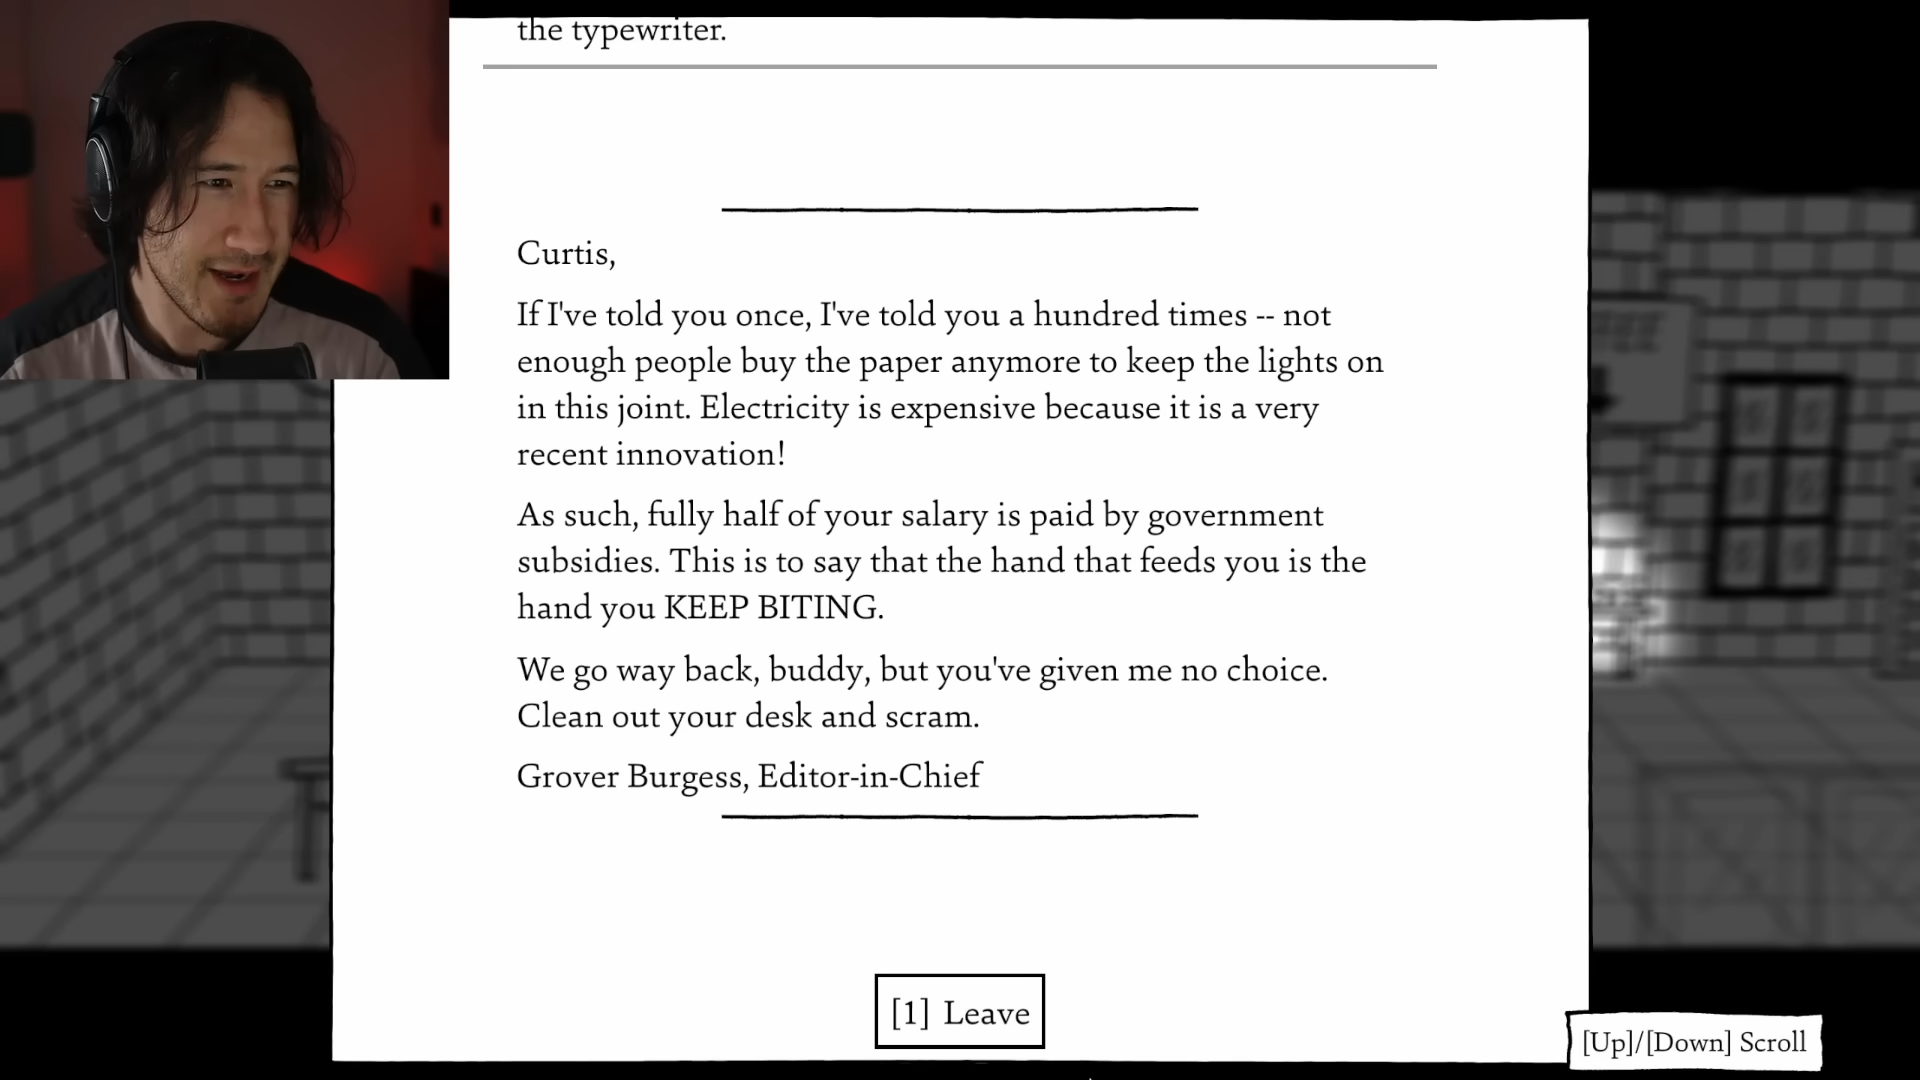 the typewriter.
Curtis,
If I've told you once, I've told you a hundred times -- not
enough people buy the paper anymore to keep the lights on
in this joint. Electricity is expensive because it is a very
recent innovation!
As such, fully half of your salary is paid by government
subsidies. This is to say that the hand that feeds you is the
hand you KEEP BITING.
We go way back, buddy, but you've given me no choice.
Clean out your desk and scram.
Grover Burgess, Editor-in-Chief
[1] Leave
[Up]/[Down] Scroll